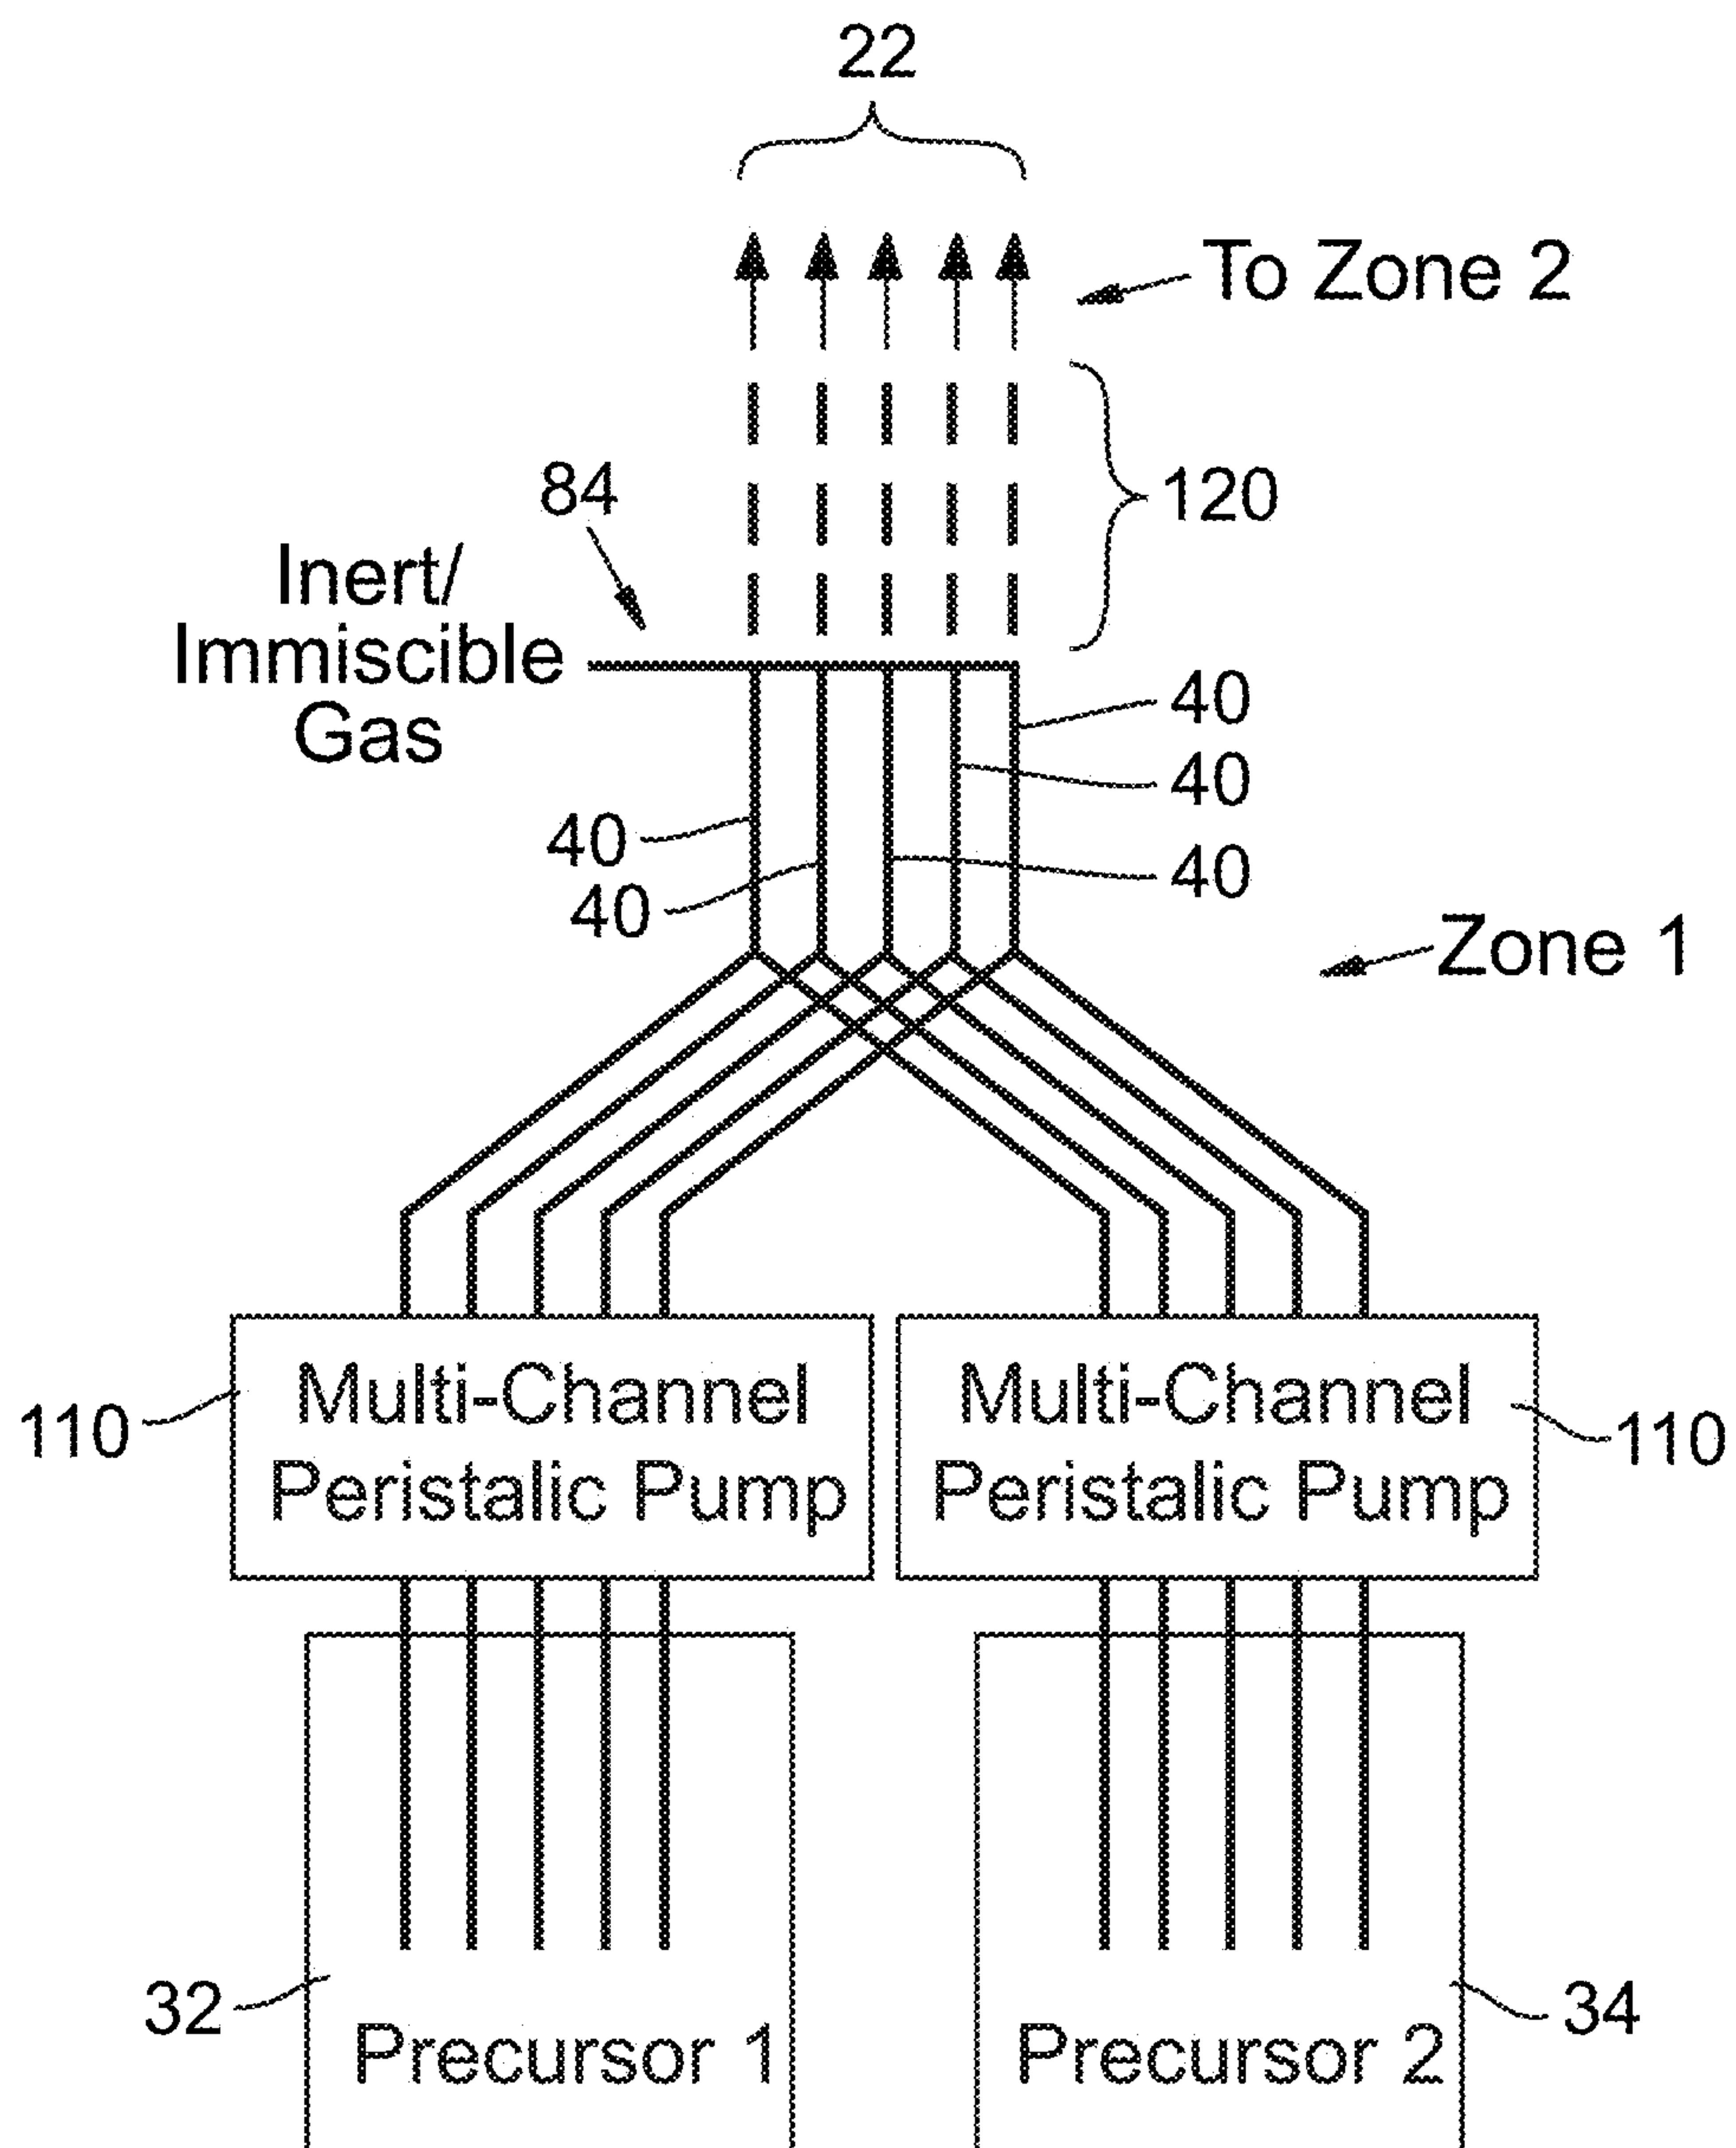 22
To Zone 2
84
120
Inert/
Immiscible
Gas
40
40
40
40
40
Zone 1
110
Multi-Channel
Peristalic Pump
Multi-Channel
Peristalic Pump
110
32
Precursor 1
Precursor 2
34